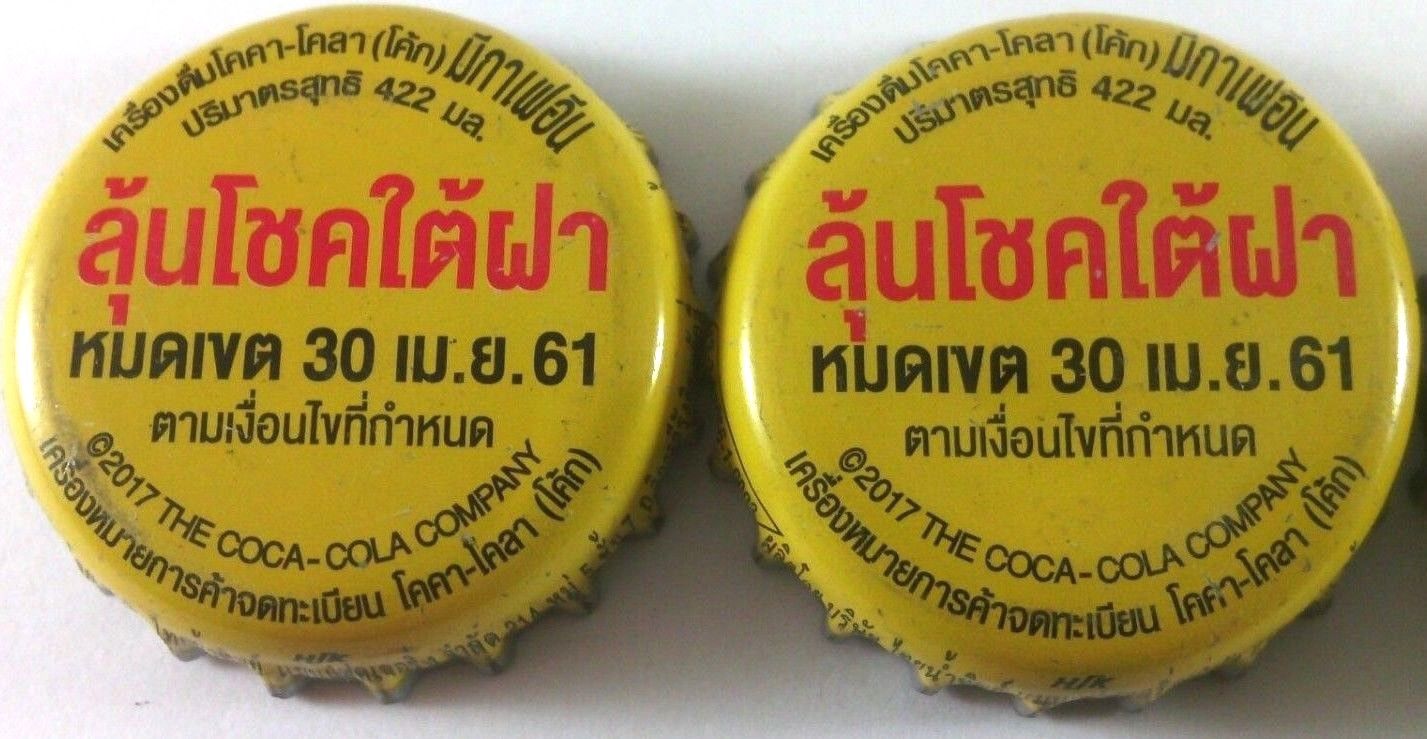 เครื่องดื่มโคคา-โคลา (โค้ก) มีกาเฟอีน
ปริมาตรสุทธิ 422 มล.
ลุ้นโชคใต้ฝา
หมดเขต 30 เม.ย. 61
ตามเงื่อนไขที่กำหนด
©2017 THE COCA-COLA COMPANY
เครื่องหมายการค้าจดทะเบียน โคคา-โคลา (โค้ก)
HTK
เครื่องดื่มโคคา-โคลา (โค้ก) มีกาเฟอีน
ปริมาตรสุทธิ 422 มล.
ลุ้นโชคใต้ฝา
หมดเขต 30 เม.ย. 61
ตามเงื่อนไขที่กำหนด
©2017 THE COCA-COLA COMPANY
เครื่องหมายการค้าจดทะเบียน โคคา-โคลา (โค้ก)
HTK